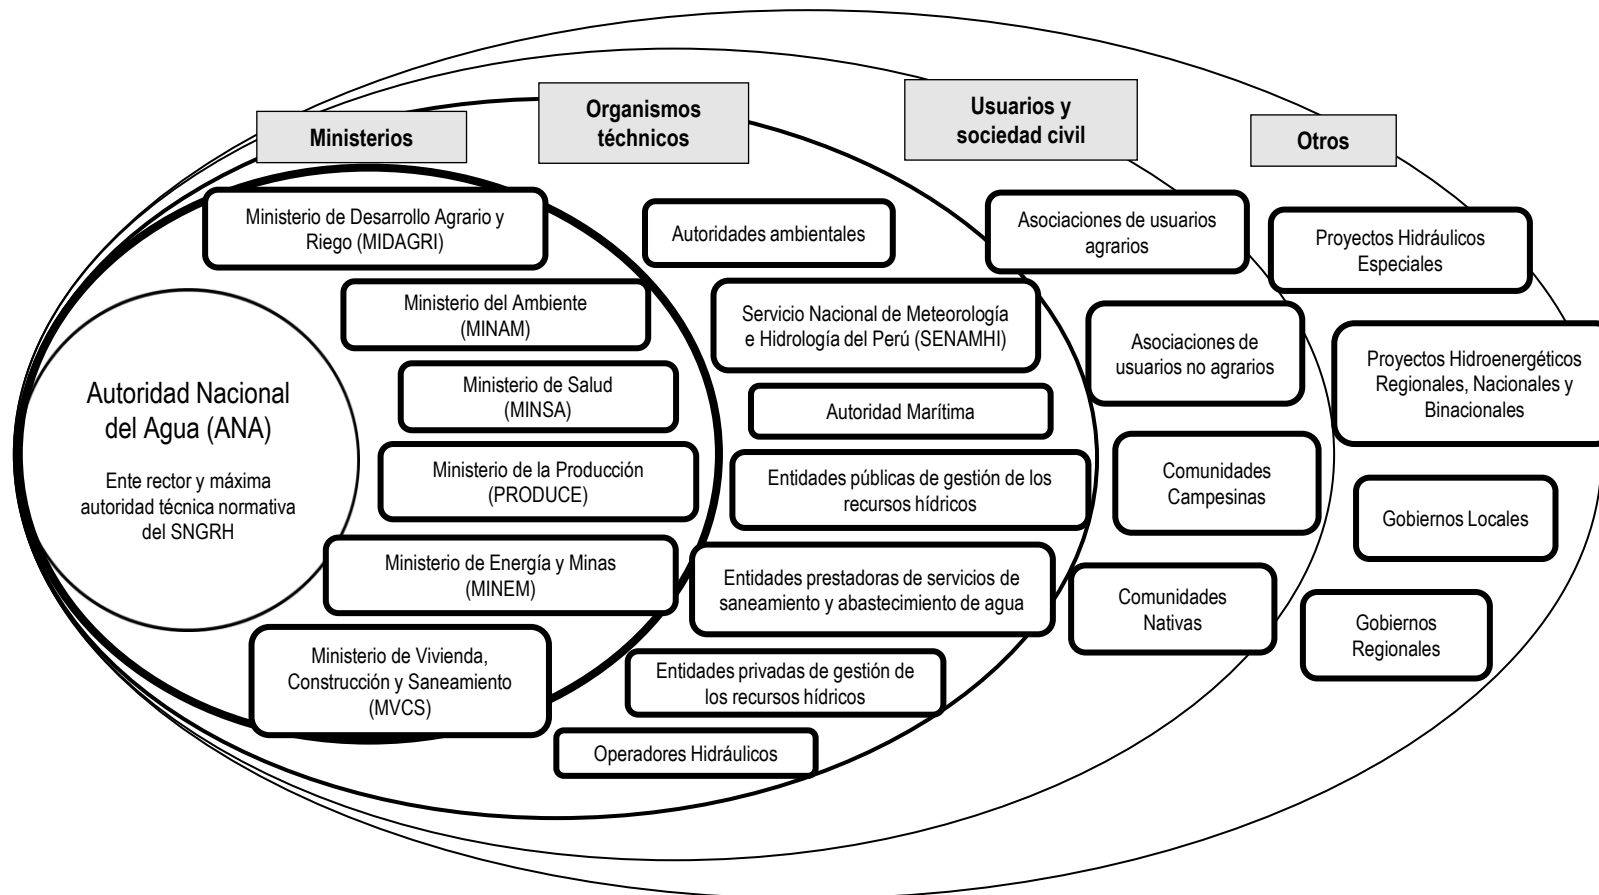 Ministerios
Organismos
téchnicos
Usuarios y
sociedad civil
Otros
Autoridad Nacional
del Agua (ANA)
Ente rector y máxima
autoridad técnica normativa
del SNGRH
Ministerio de Desarrollo Agrario y
Riego (MIDAGRI)
Ministerio del Ambiente
(MINAM)
Ministerio de Salud
(MINSA)
Ministerio de la Producción
(PRODUCE)
Ministerio de Energía y Minas
(MINEM)
Ministerio de Vivienda,
Construcción y Saneamiento
(MVCS)
Autoridades ambientales
Servicio Nacional de Meteorología
e Hidrología del Perú (SENAMHI)
Autoridad Marítima
Entidades públicas de gestión de los
recursos hídricos
Entidades prestadoras de servicios de
saneamiento y abastecimiento de agua
Entidades privadas de gestión de
los recursos hídricos
Operadores Hidráulicos
Asociaciones de usuarios
agrarios
Asociaciones de
usuarios no agrarios
Comunidades
Campesinas
Comunidades
Nativas
Proyectos Hidráulicos
Especiales
Proyectos Hidroenergéticos
Regionales, Nacionales y
Binacionales
Gobiernos Locales
Gobiernos
Regionales